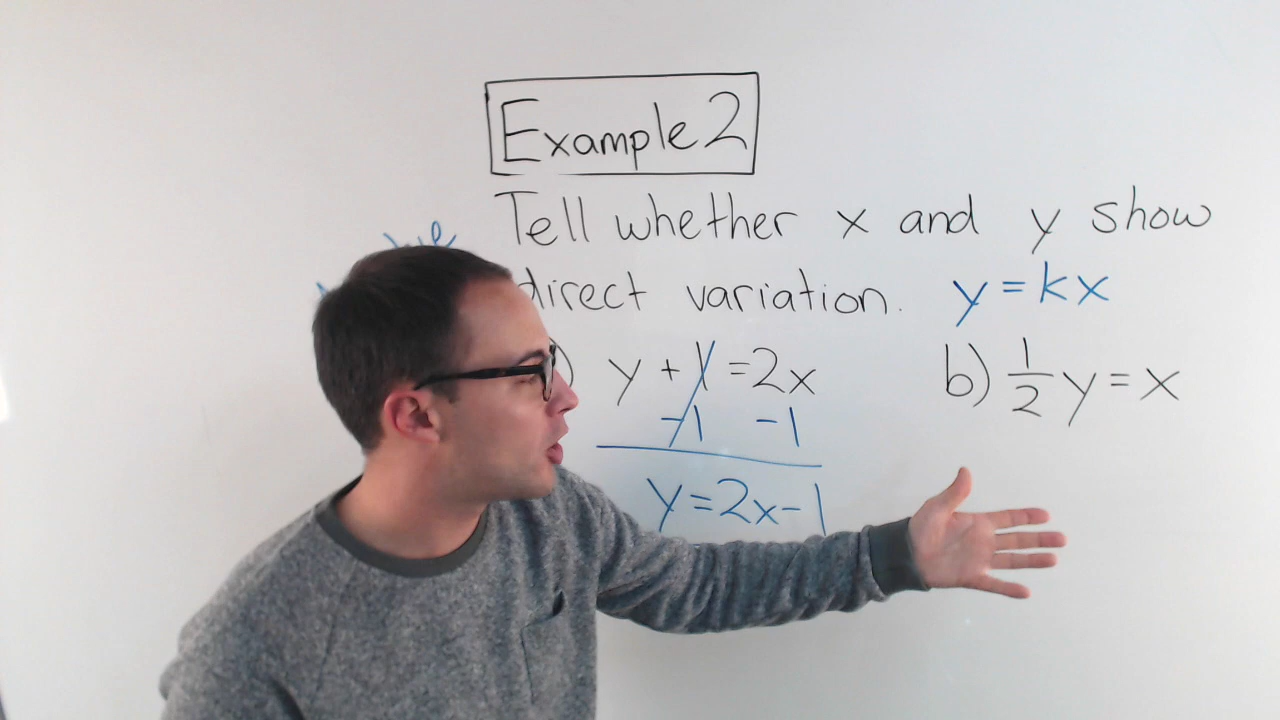 Example 2
Tell whether x and y show
direct variation. y = kx
) y + 1 = 2x
-1 -1
y = 2x - 1
b) 1/2 y = x